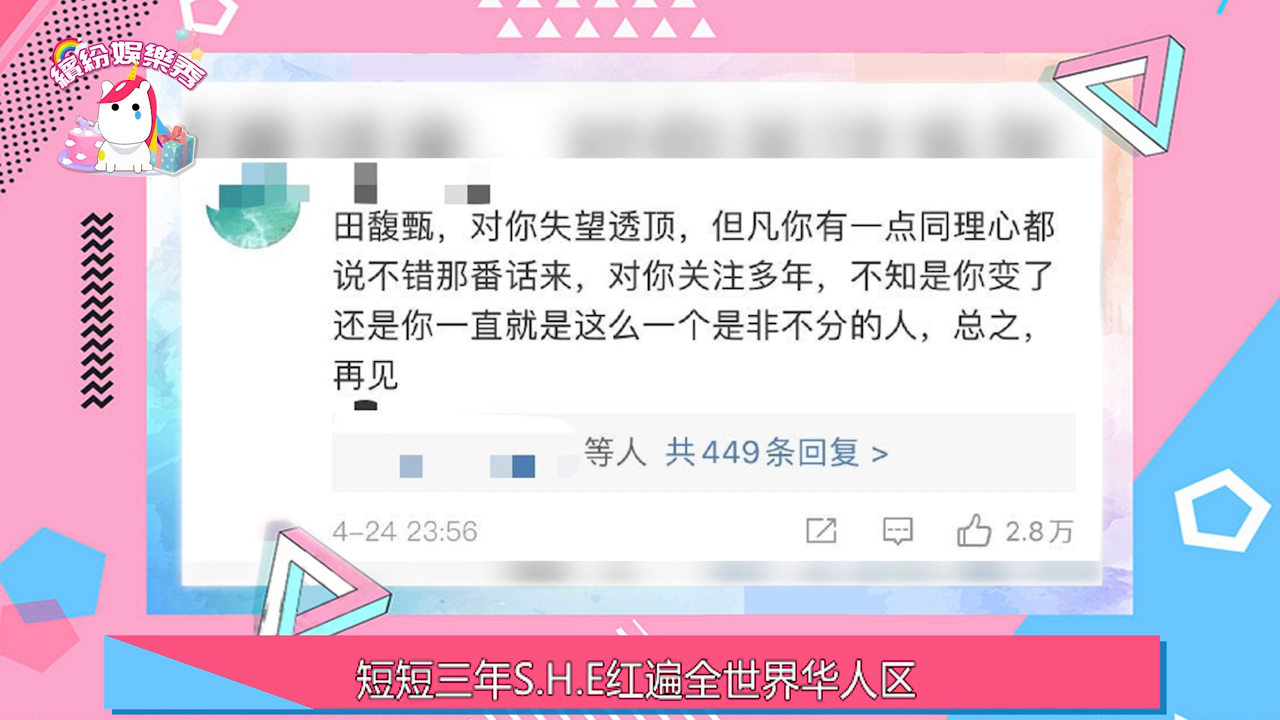 繽紛娛樂秀
田馥甄，对你失望透顶，但凡你有一点同理心都
说不错那番话来，对你关注多年，不知是你变了
还是你一直就是这么一个是非不分的人，总之，
再见
等人 共449条回复 >
4-24 23:56
2.8万
短短三年S.H.E红遍全世界华人区